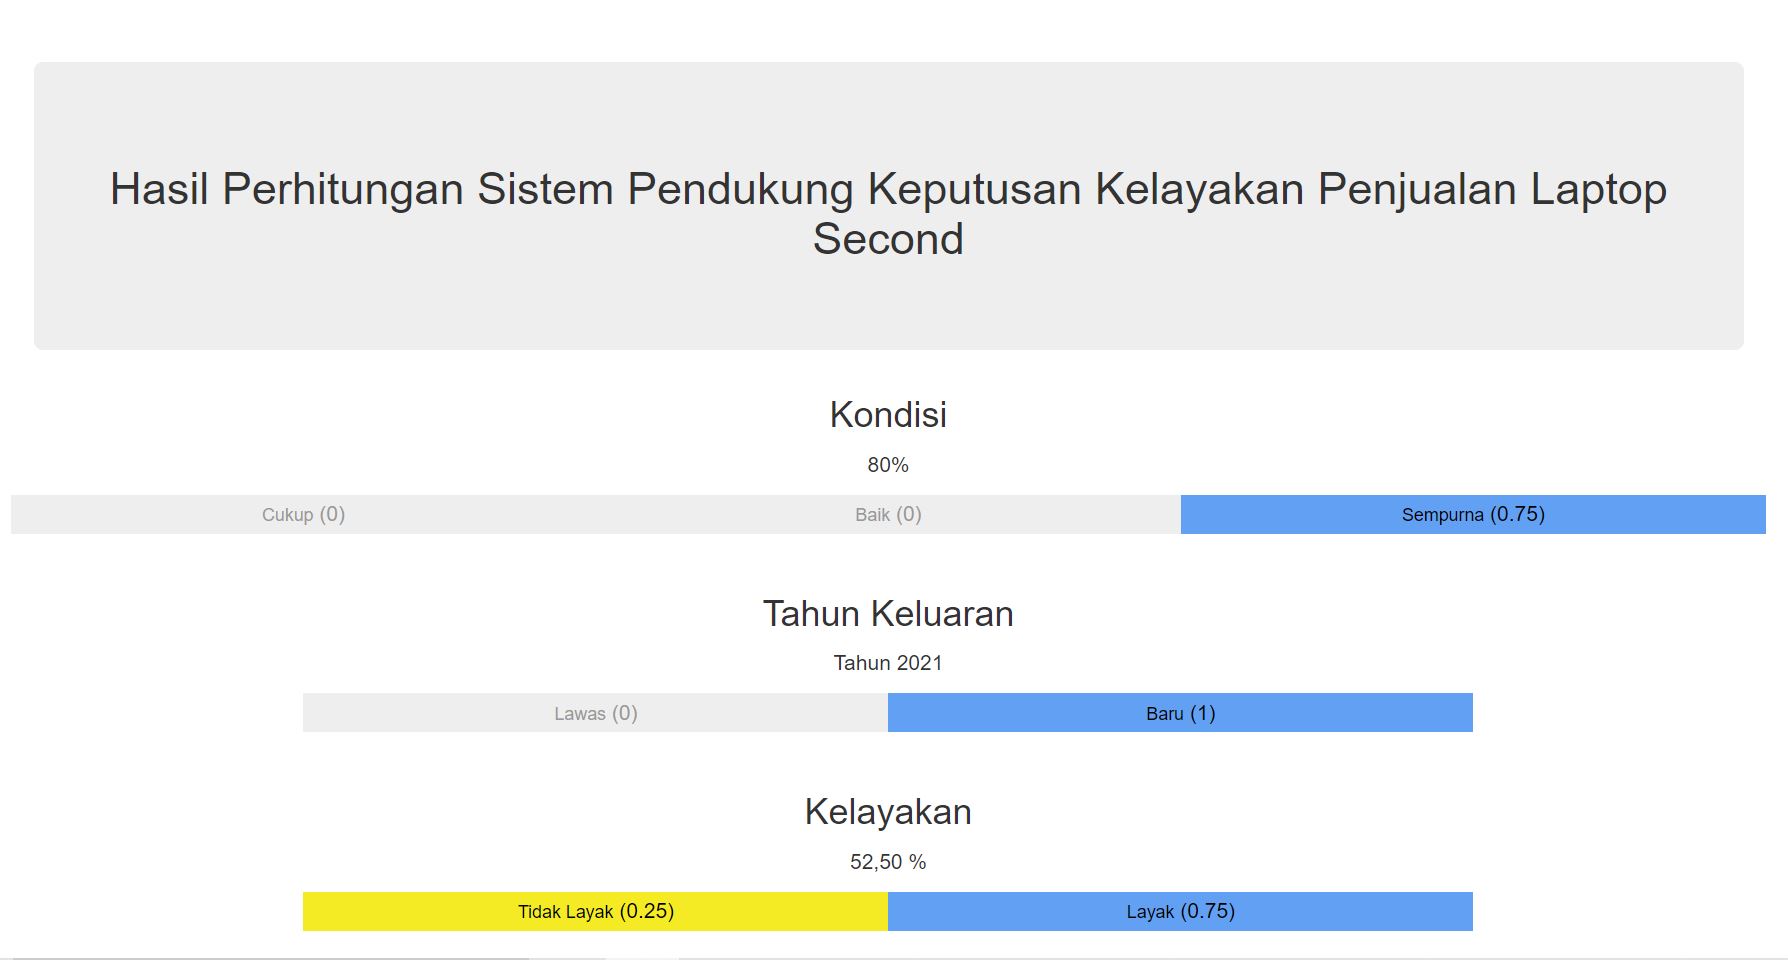 Hasil Perhitungan Sistem Pendukung Keputusan Kelayakan Penjualan Laptop
Second
Kondisi
80%
Cukup (0) Baik (0) Sempurna (0.75)
Tahun Keluaran
Tahun 2021
Lawas (0) Baru (1)
Kelayakan
52,50 %
Tidak Layak (0.25) Layak (0.75)